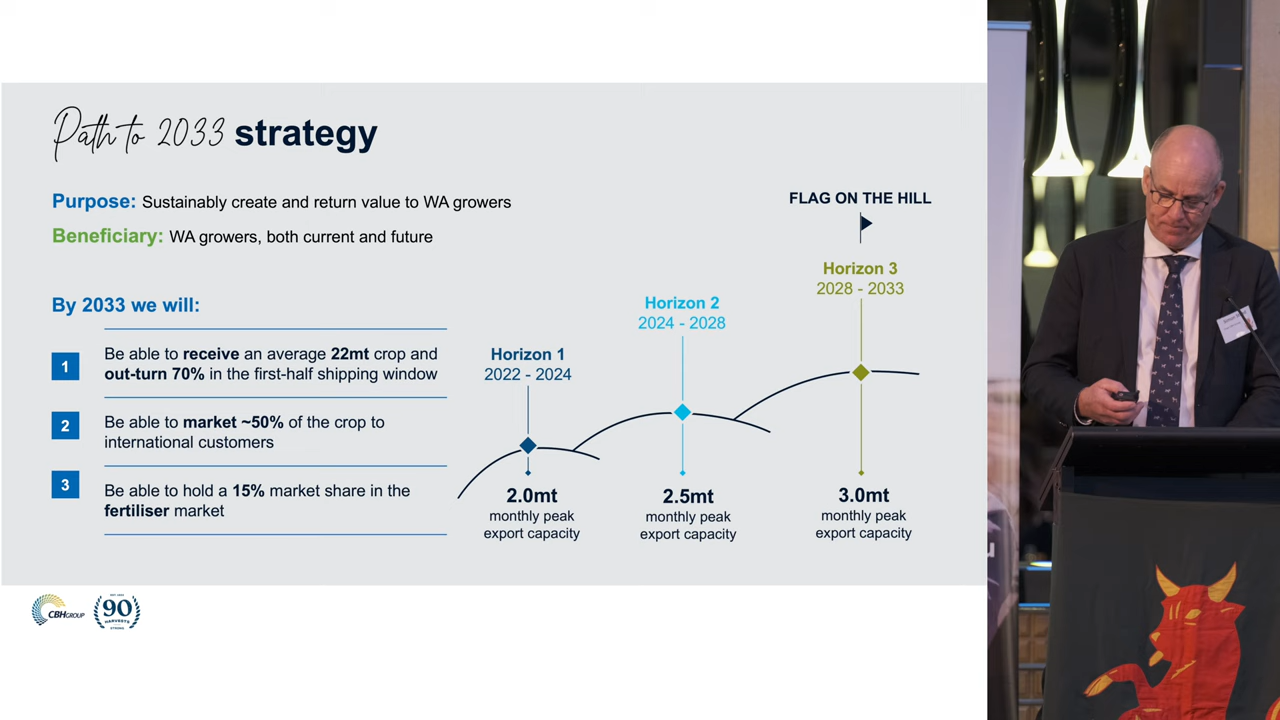 Path to 2033 strategy
Purpose: Sustainably create and return value to WA growers
Beneficiary: WA growers, both current and future
By 2033 we will:
1
Be able to receive an average 22mt crop and
out-turn 70% in the first-half shipping window
2
Be able to market ~50% of the crop to
international customers
3
Be able to hold a 15% market share in the
fertiliser market
Horizon 1
2022 - 2024
2.0mt
monthly peak
export capacity
Horizon 2
2024 - 2028
2.5mt
monthly peak
export capacity
FLAG ON THE HILL
Horizon 3
2028 - 2033
3.0mt
monthly peak
export capacity
CBHGROUP
90
HARVESTS
STRONG